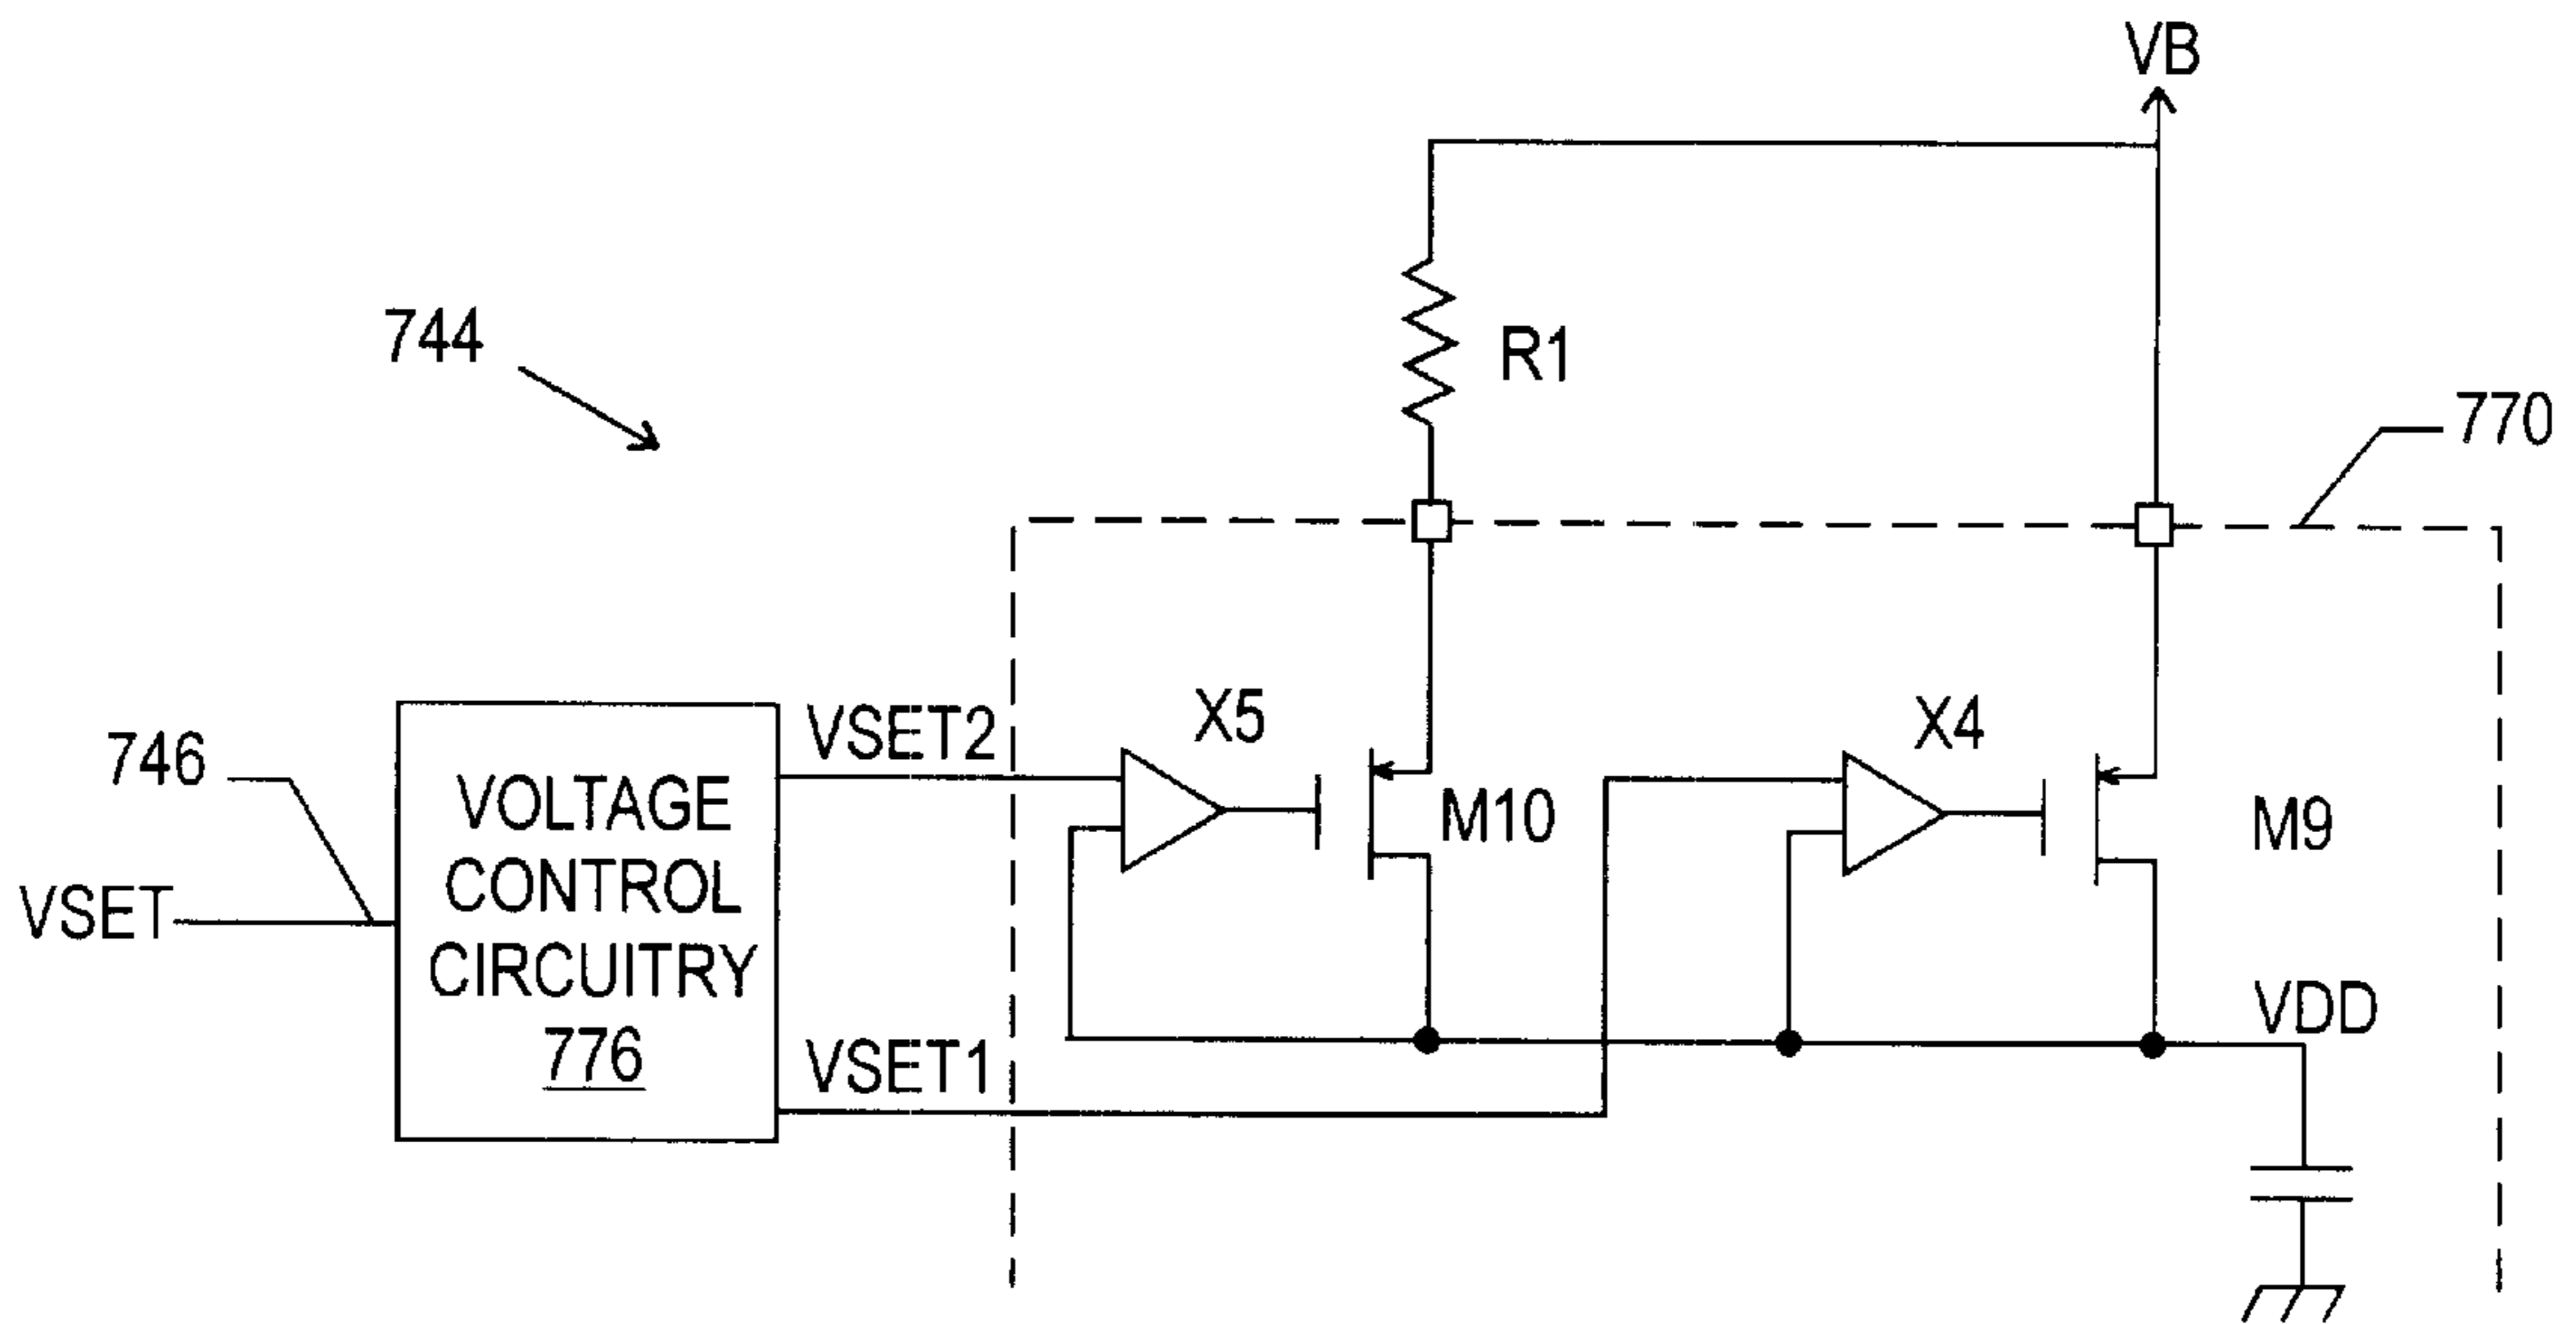 VB
744
R1
770
X5
X4
VSET2
746
VOLTAGE
CONTROL
CIRCUITRY
776
M10
M9
VSET
VDD
VSET1